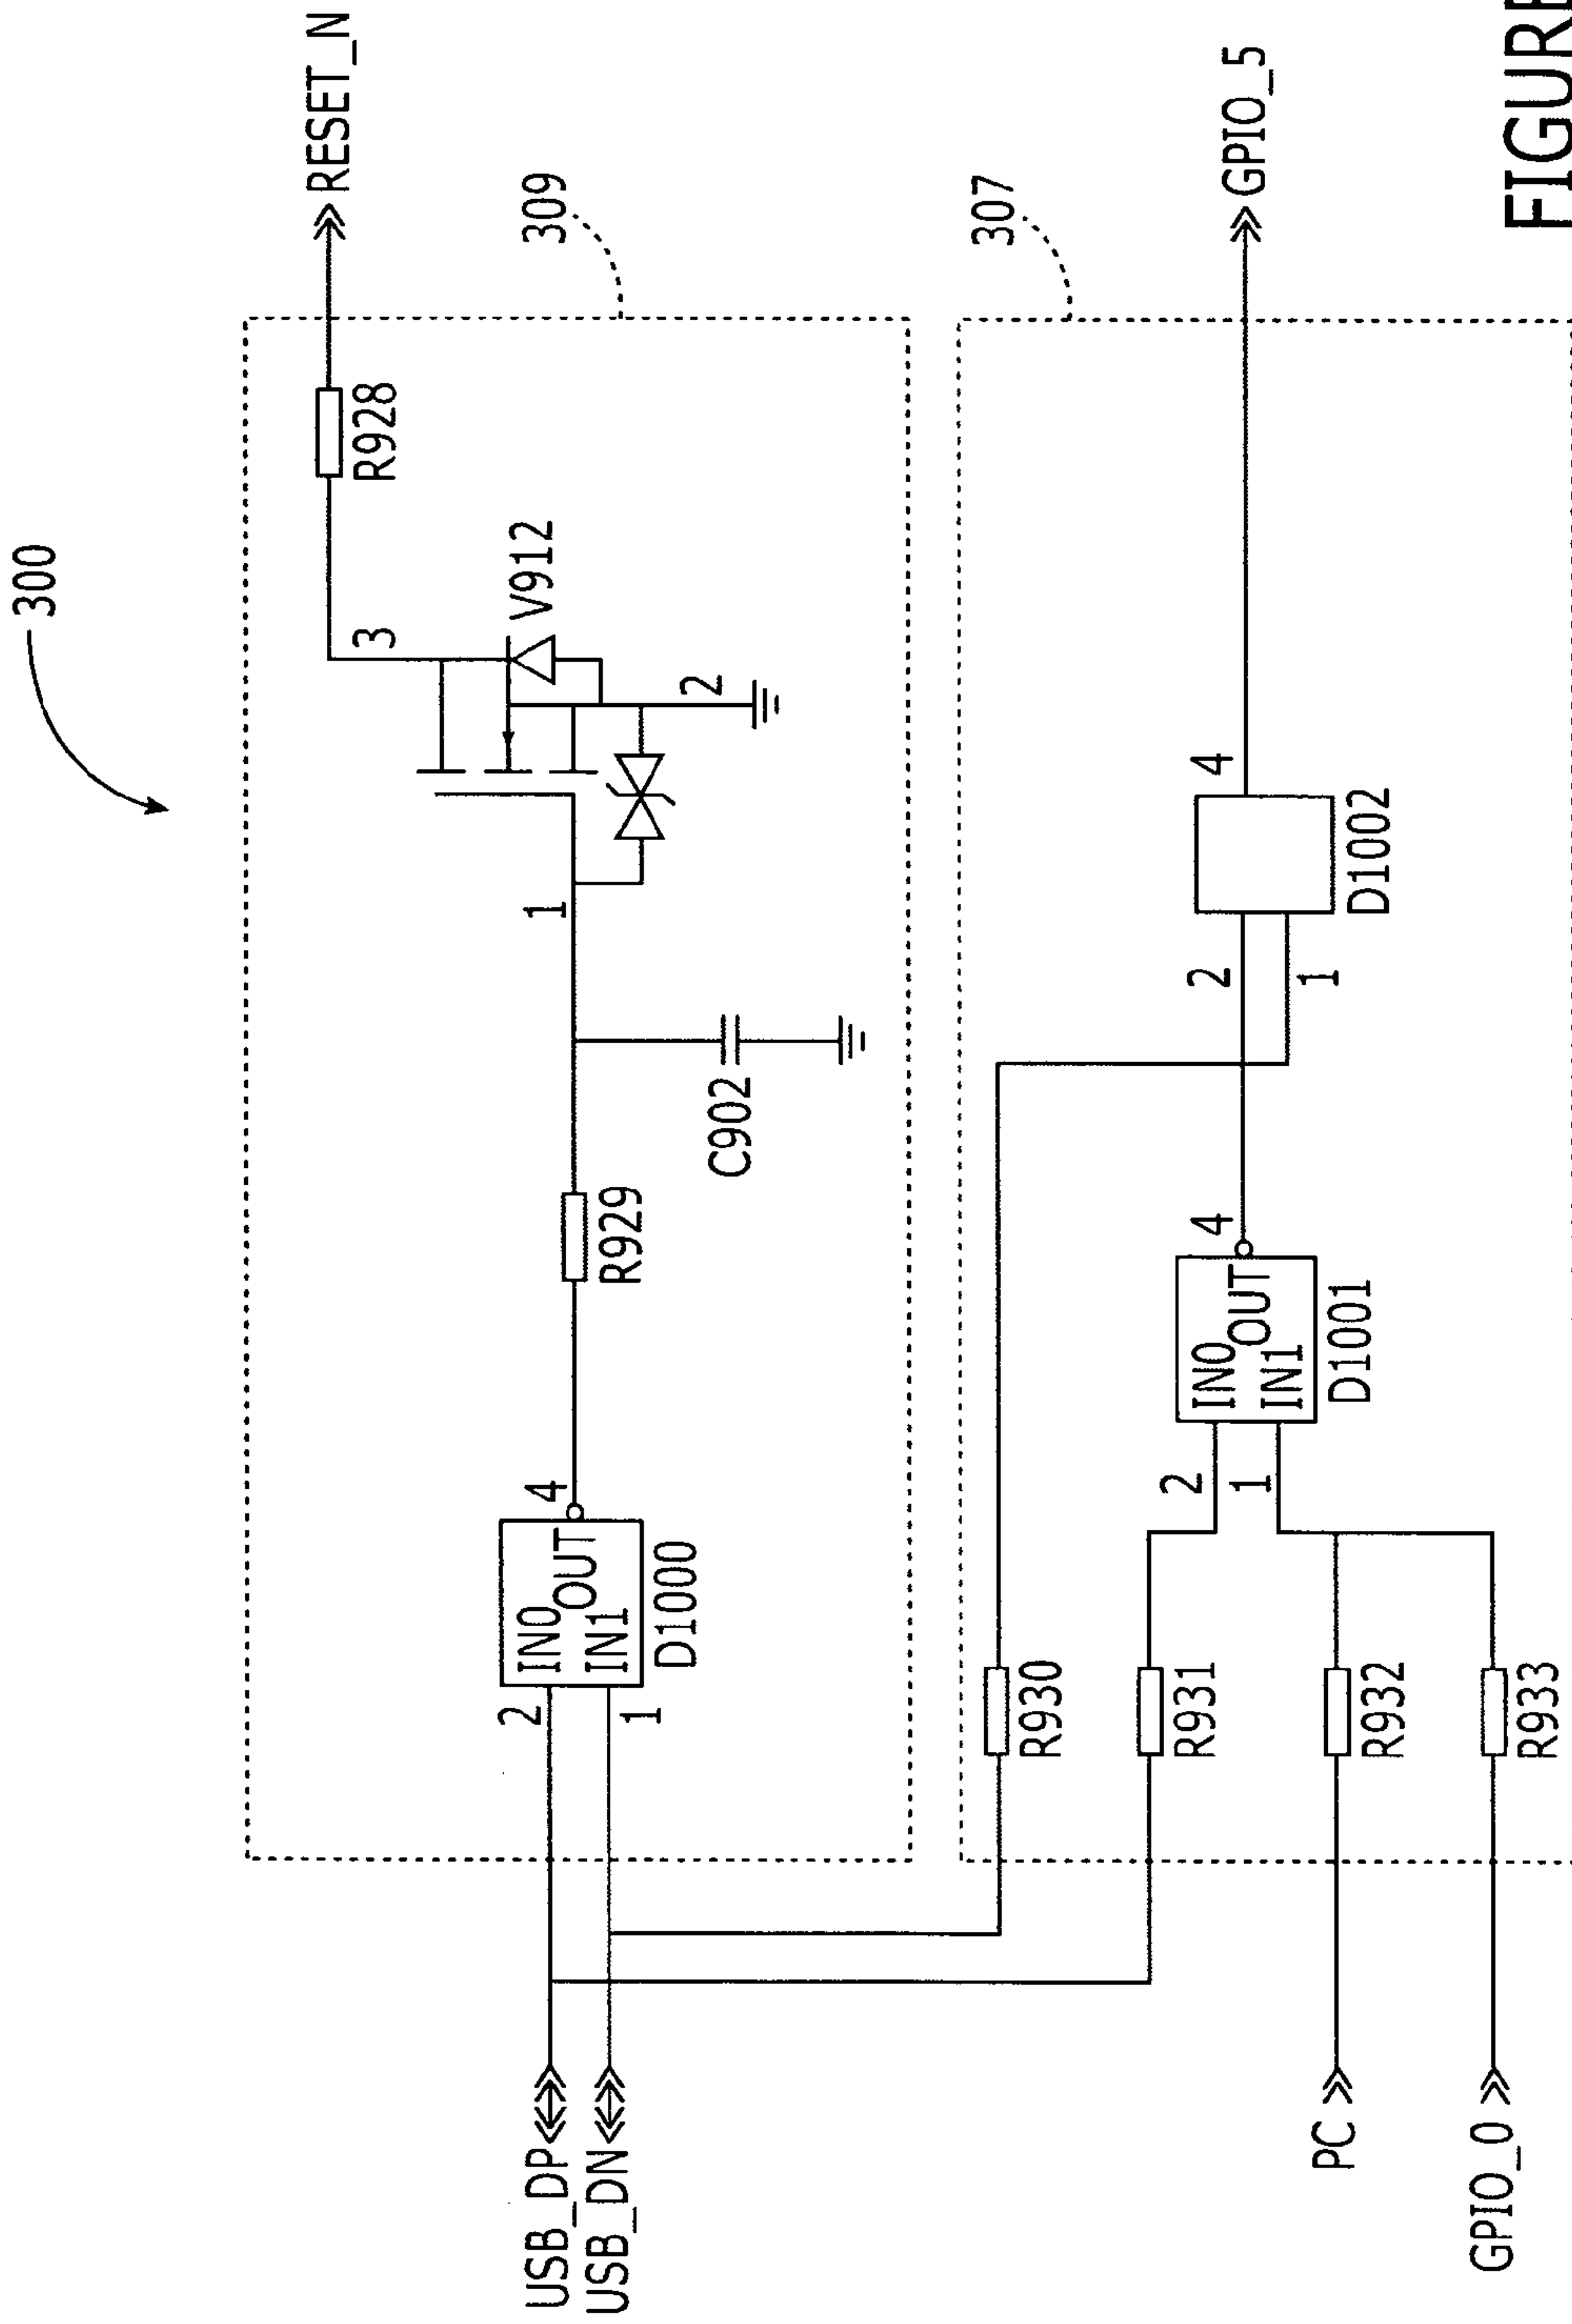 300
RESET_N
R928
309
3
V912
2
1
C902
R929
4
IN0
OUT
IN1
D1000
2
1
USB_DP
USB_DN
307
GPIO_5
4
D1002
2
1
4
IN0
OUT
IN1
D1001
2
1
R930
R931
R932
R933
PC
GPIO_0
FIGURE